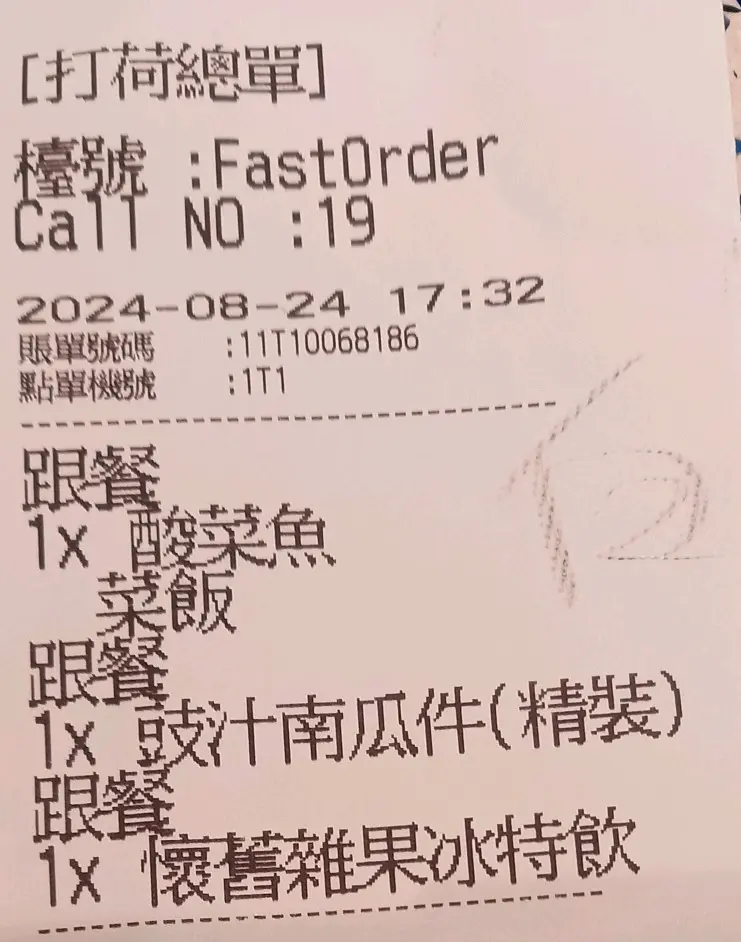 [打荷總單]
檯號 :FastOrder
Call NO :19
2024-08-24 17:32
賬單號碼 :11T10068186
點單機號 :1T1
跟餐
1x 酸菜魚
菜飯
跟餐
1x 豉汁南瓜件(精裝)
跟餐
1x 懷舊雜果冰特飲